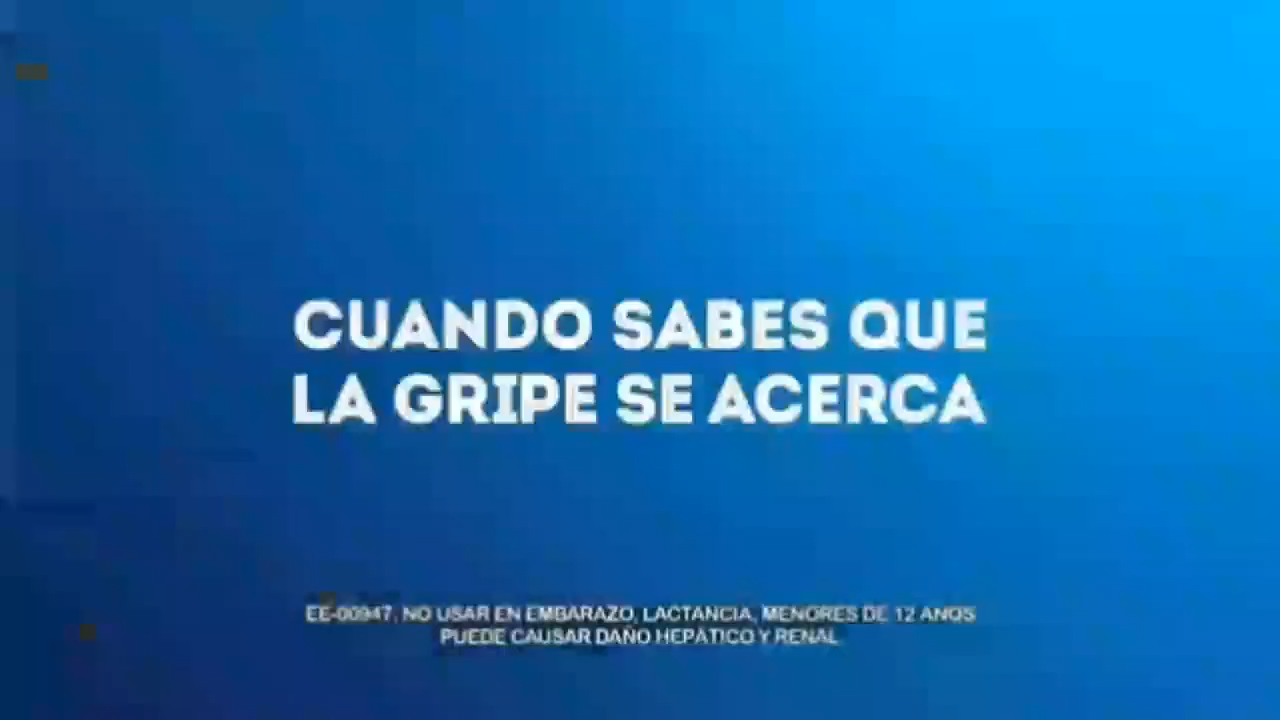 CUANDO SABES QUE
LA GRIPE SE ACERCA
EE-00947. NO USAR EN EMBARAZO, LACTANCIA, MENORES DE 12 AÑOS
PUEDE CAUSAR DAÑO HEPÁTICO Y RENAL